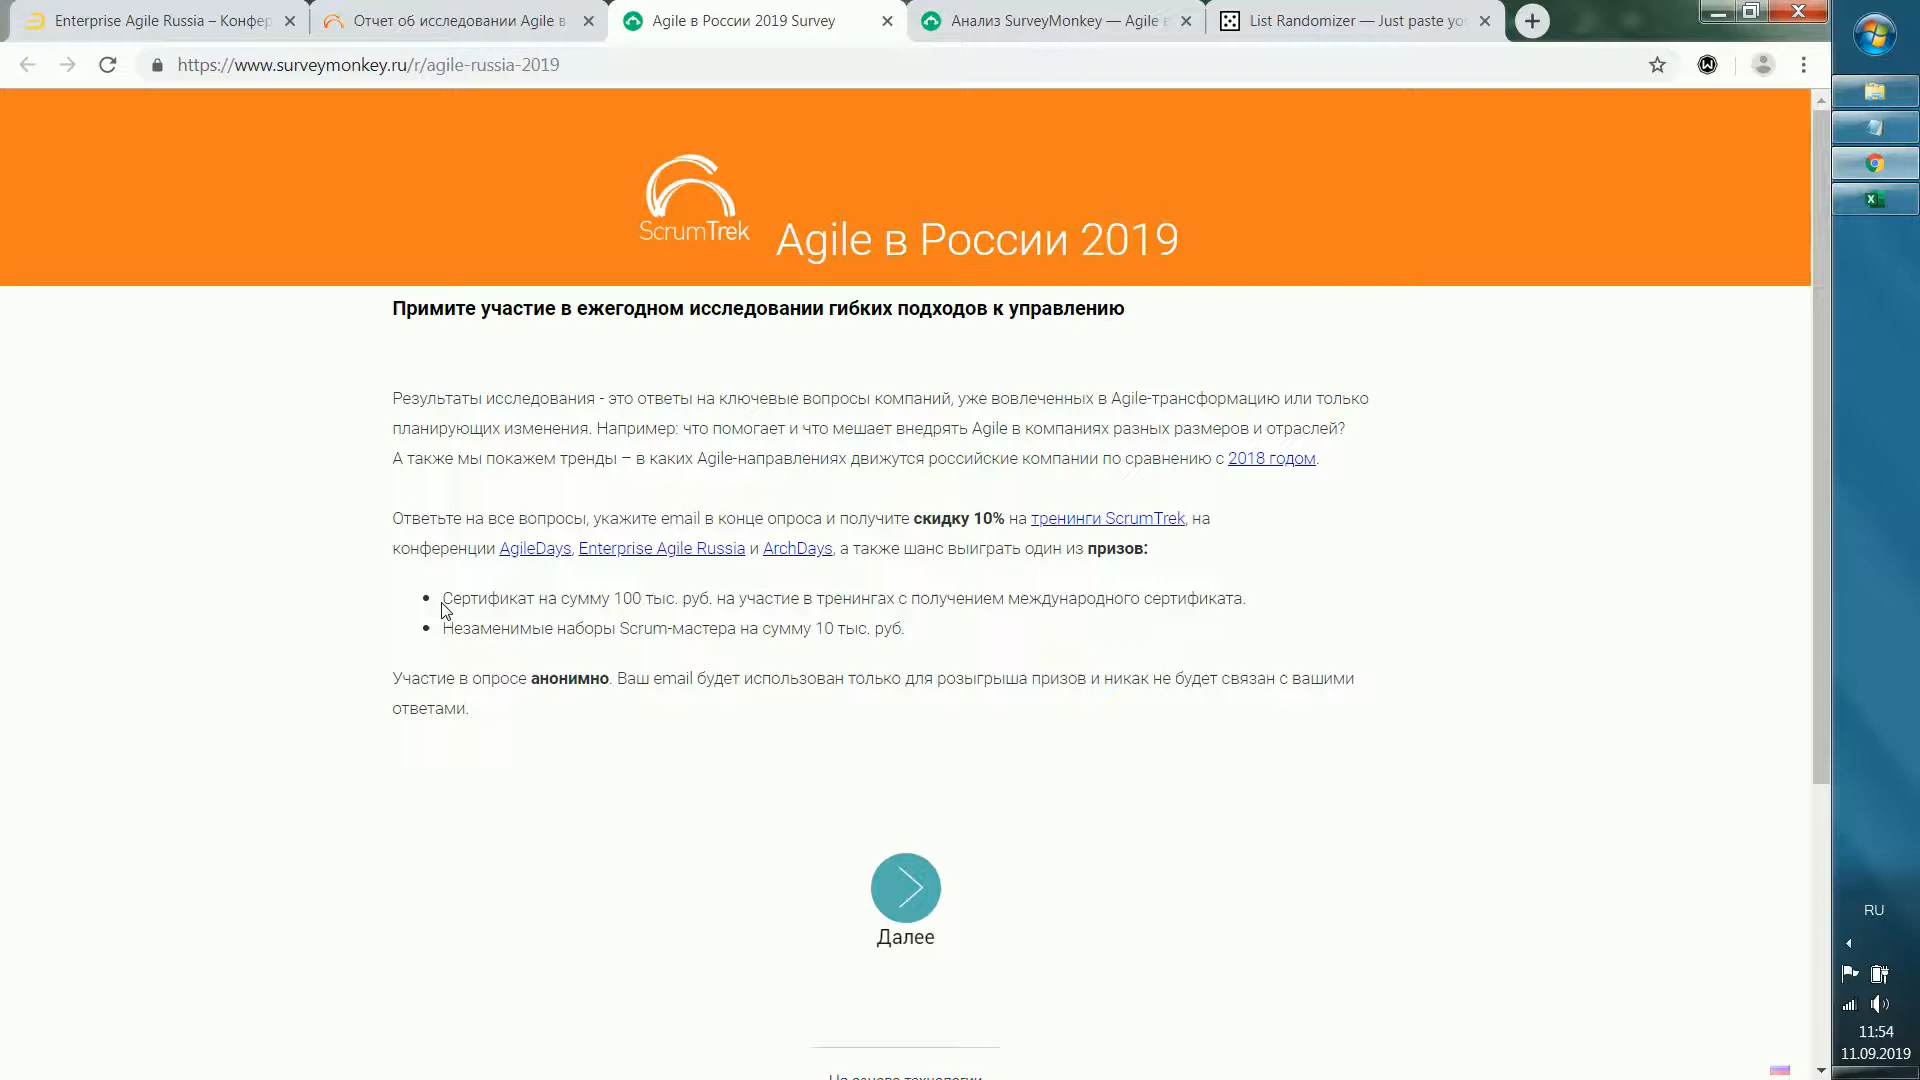 Enterprise Agile Russia – Конфер
Отчет об исследовании Agile в
Agile в России 2019 Survey
Анализ SurveyMonkey — Agile в
List Randomizer — Just paste yo
https://www.surveymonkey.ru/r/agile-russia-2019
ScrumTrek
Agile в России 2019
Примите участие в ежегодном исследовании гибких подходов к управлению
Результаты исследования - это ответы на ключевые вопросы компаний, уже вовлеченных в Agile-трансформацию или только
планирующих изменения. Например: что помогает и что мешает внедрять Agile в компаниях разных размеров и отраслей?
А также мы покажем тренды – в каких Agile-направлениях движутся российские компании по сравнению с 2018 годом.
Ответьте на все вопросы, укажите email в конце опроса и получите скидку 10% на тренинги ScrumTrek, на
конференции AgileDays, Enterprise Agile Russia и ArchDays, а также шанс выиграть один из призов:
Сертификат на сумму 100 тыс. руб. на участие в тренингах с получением международного сертификата.
Незаменимые наборы Scrum-мастера на сумму 10 тыс. руб.
Участие в опросе анонимно. Ваш email будет использован только для розыгрыша призов и никак не будет связан с вашими
ответами.
Далее
На основе технологии
RU
11:54
11.09.2019